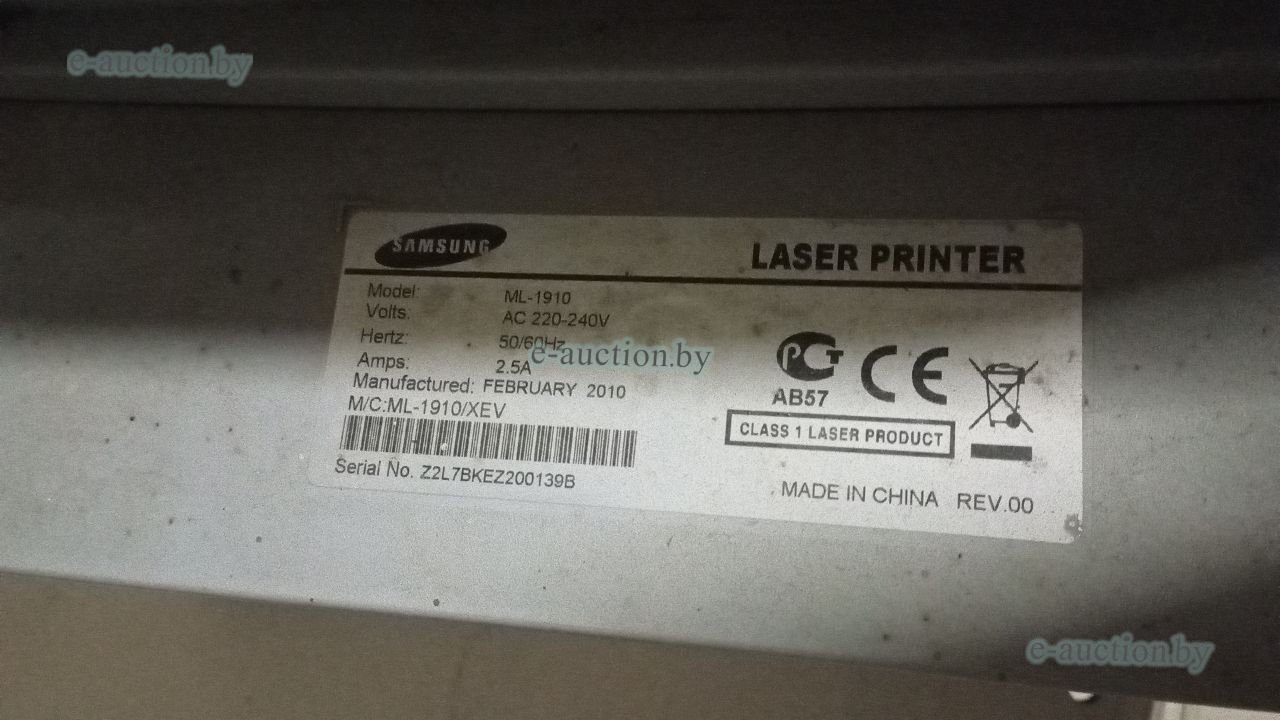 e-auction.by
SAMSUNG
LASER PRINTER
Model: ML-1910
Volts: AC 220-240V
Hertz: 50/60Hz
e-auction.by
Amps: 2.5A
Manufactured: FEBRUARY 2010
M/C:ML-1910/XEV
Serial No. Z2L7BKEZ200139B
AB57
CE
CLASS 1 LASER PRODUCT
MADE IN CHINA REV.00
e-auction.by